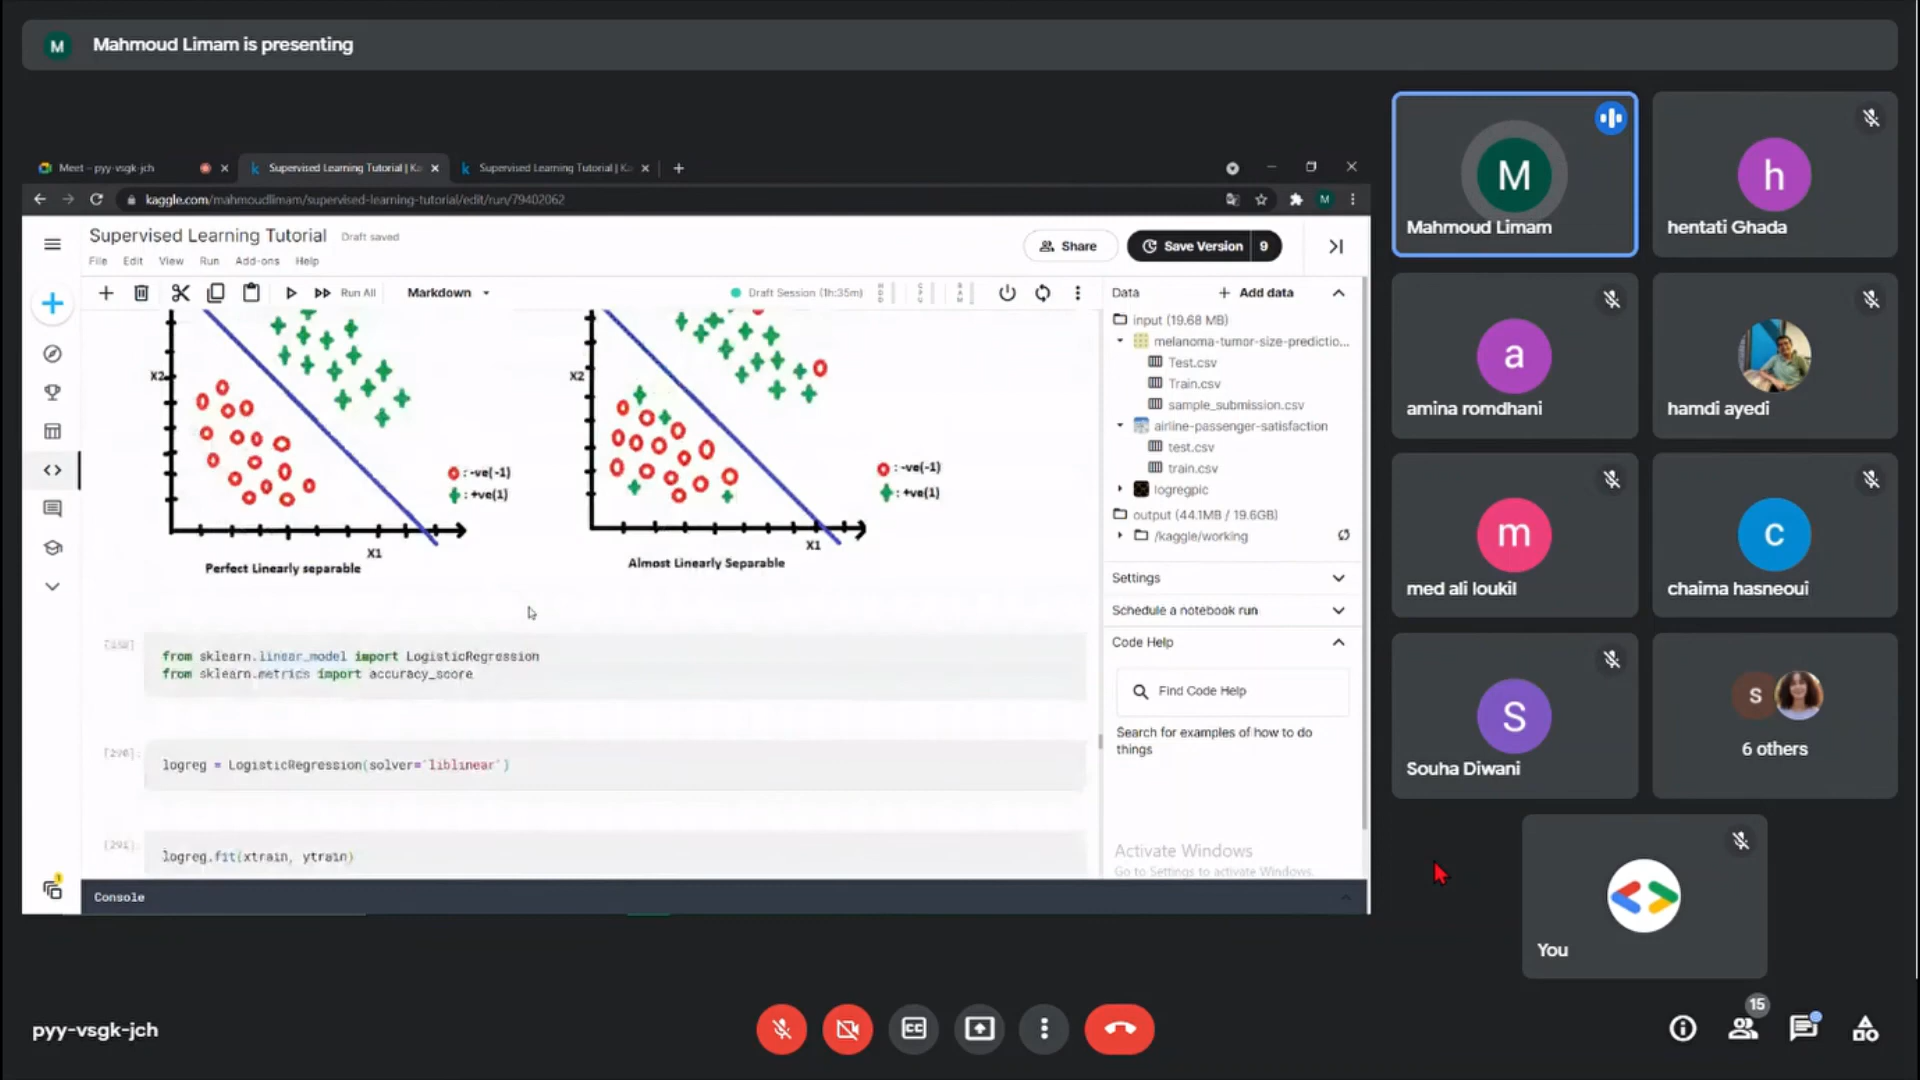 M Mahmoud Limam is presenting
Meet – pyy-vsgk-jch
Supervised Learning Tutorial | Ka
Supervised Learning Tutorial | Ka
kaggle.com/mahmoudlimam/supervised-learning-tutorial/edit/run/79402062
M
Supervised Learning Tutorial Draft saved
File Edit View Run Add-ons Help
Share
Save Version 9
Run All
Markdown
Draft Session (1h:35m)
X2
X1
: -ve(-1)
: +ve(1)
Perfect Linearly separable
X2
X1
: -ve(-1)
: +ve(1)
Almost Linearly Separable
from sklearn.linear_model import LogisticRegression
from sklearn.metrics import accuracy_score
[290]:
logreg = LogisticRegression(solver='liblinear')
[291]:
logreg.fit(xtrain, ytrain)
Console
Data
Add data
input (19.68 MB)
melanoma-tumor-size-predictio...
Test.csv
Train.csv
sample_submission.csv
airline-passenger-satisfaction
test.csv
train.csv
logregpic
output (44.1MB / 19.6GB)
/kaggle/working
Settings
Schedule a notebook run
Code Help
Find Code Help
Search for examples of how to do
things
Activate Windows
Go to Settings to activate Windows.
M
Mahmoud Limam
h
hentati Ghada
a
amina romdhani
hamdi ayedi
m
med ali loukil
c
chaima hasneoui
S
Souha Diwani
s
6 others
You
pyy-vsgk-jch
CC
15